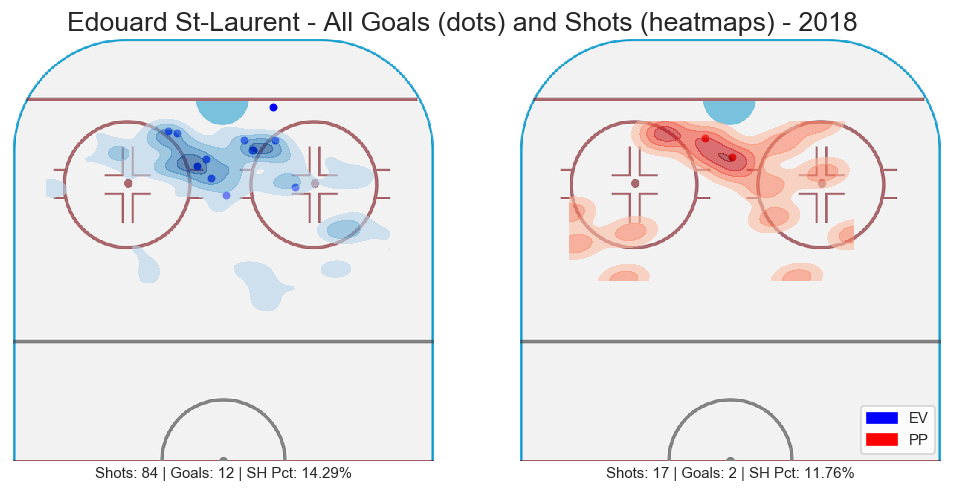 Edouard St-Laurent - All Goals (dots) and Shots (heatmaps) - 2018
EV
PP
Shots: 84 | Goals: 12 | SH Pct: 14.29%
Shots: 17 | Goals: 2 | SH Pct: 11.76%